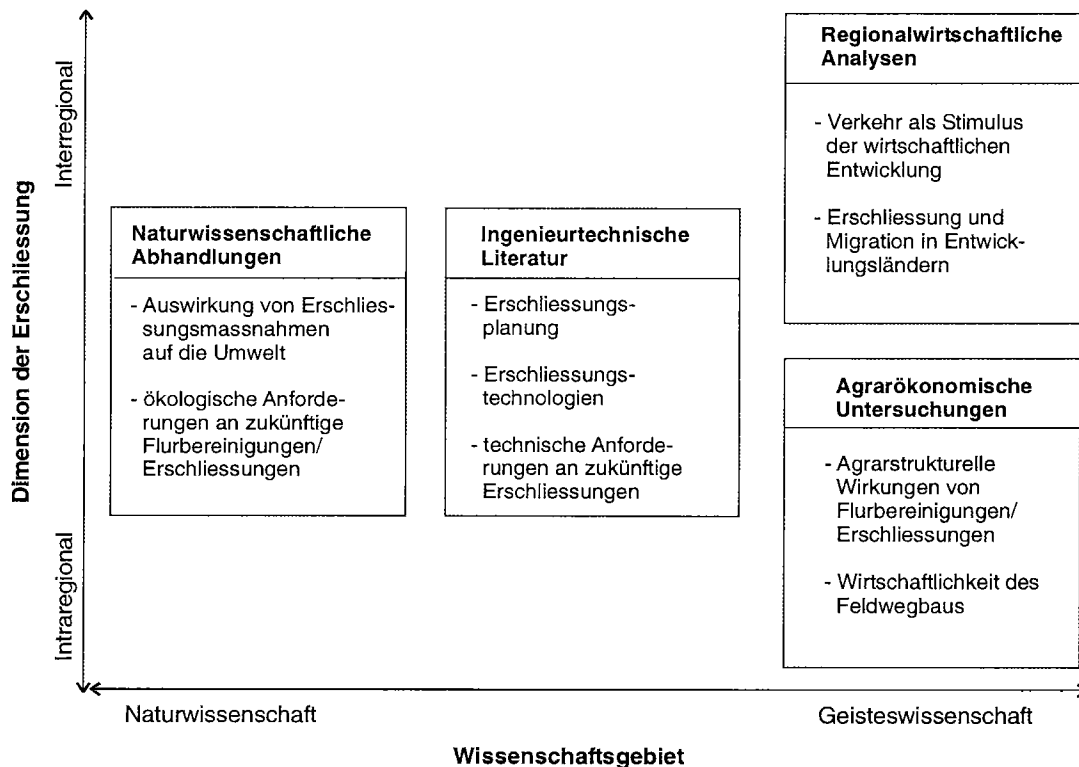 Dimension der Erschliessung
Interregional
Intraregional
Regionalwirtschaftliche
Analysen
- Verkehr als Stimulus
der wirtschaftlichen
Entwicklung
- Erschliessung und
Migration in Entwick-
lungsländern
Naturwissenschaftliche
Abhandlungen
- Auswirkung von Erschlies-
sungsmassnahmen
auf die Umwelt
- ökologische Anforde-
rungen an zukünftige
Flurbereinigungen/
Erschliessungen
Ingenieurtechnische
Literatur
- Erschliessungs-
planung
- Erschliessungs-
technologien
- technische Anforde-
rungen an zukünftige
Erschliessungen
Agrarökonomische
Untersuchungen
- Agrarstrukturelle
Wirkungen von
Flurbereinigungen/
Erschliessungen
- Wirtschaftlichkeit des
Feldwegbaus
Naturwissenschaft
Geisteswissenschaft
Wissenschaftsgebiet